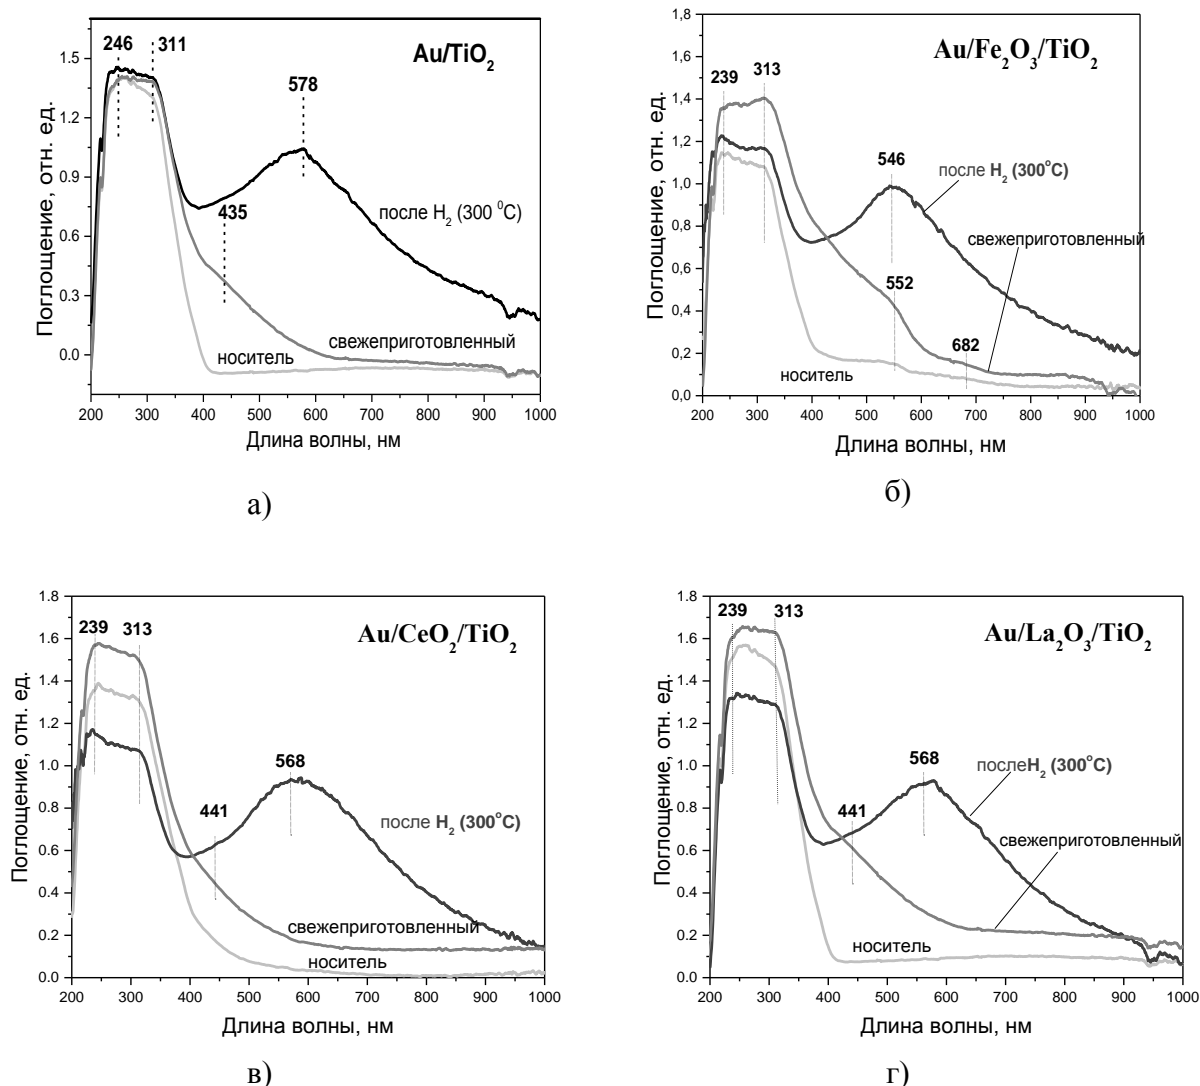 Au/TiO2
246 311
578
435
после H2 (300 0C)
свежеприготовленный
носитель
Поглощение, отн. ед.
1.5
1.2
0.9
0.6
0.3
0.0
200 300 400 500 600 700 800 900 1000
Длина волны, нм
а)
Au/Fe2O3/TiO2
239 313
546
после H2 (300oC)
свежеприготовленный
552
682
носитель
Поглощение, отн. ед.
1,8
1,6
1,4
1,2
1,0
0,8
0,6
0,4
0,2
0,0
200 300 400 500 600 700 800 900 1000
Длина волны, нм
б)
Au/CeO2/TiO2
239 313
568
441
после H2 (300oC)
свежеприготовленный
носитель
Поглощение, отн. ед.
1.8
1.6
1.4
1.2
1.0
0.8
0.6
0.4
0.2
0.0
200 300 400 500 600 700 800 900 1000
Длина волны, нм
в)
Au/La2O3/TiO2
239 313
568
441
послеH2 (300oC)
свежеприготовленный
носитель
Поглощение, отн. ед.
1.8
1.6
1.4
1.2
1.0
0.8
0.6
0.4
0.2
0.0
200 300 400 500 600 700 800 900 1000
Длина волны, нм
г)